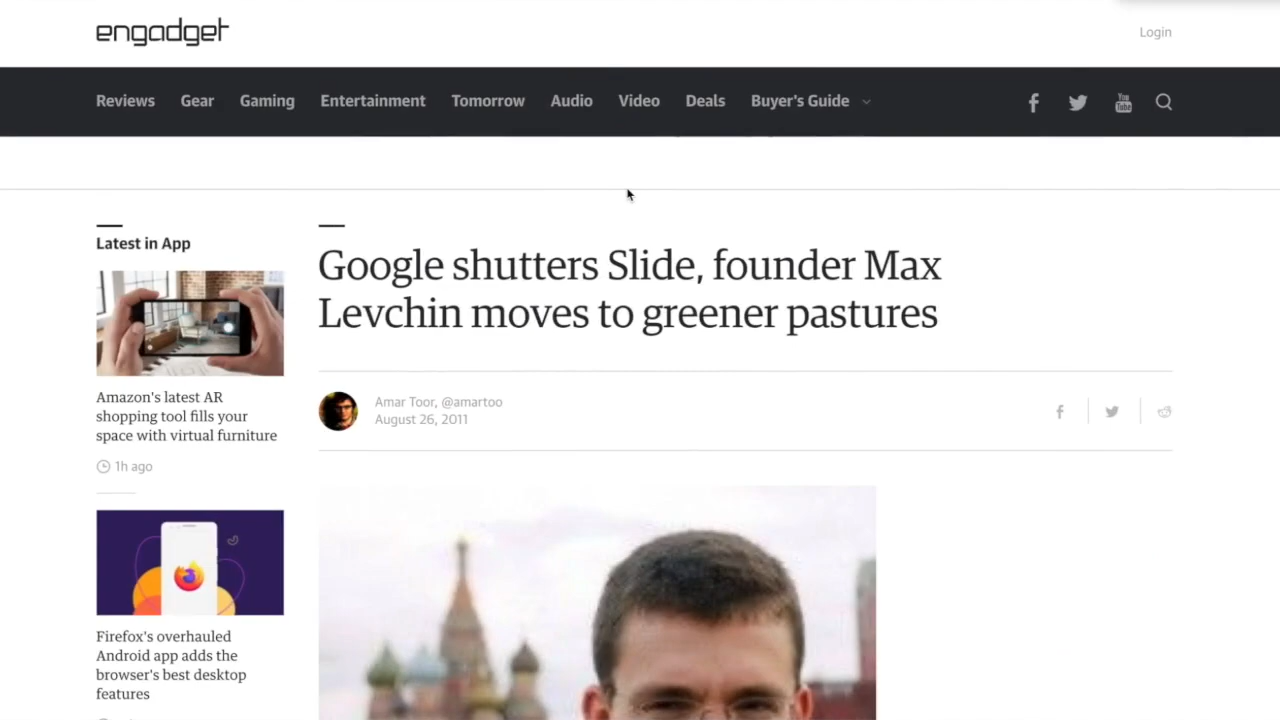 engadget
Login
Reviews Gear Gaming Entertainment Tomorrow Audio Video Deals Buyer's Guide
You Tube
Latest in App
Google shutters Slide, founder Max
Levchin moves to greener pastures
Amar Toor, @amartoo
August 26, 2011
Amazon's latest AR
shopping tool fills your
space with virtual furniture
1h ago
Firefox's overhauled
Android app adds the
browser's best desktop
features